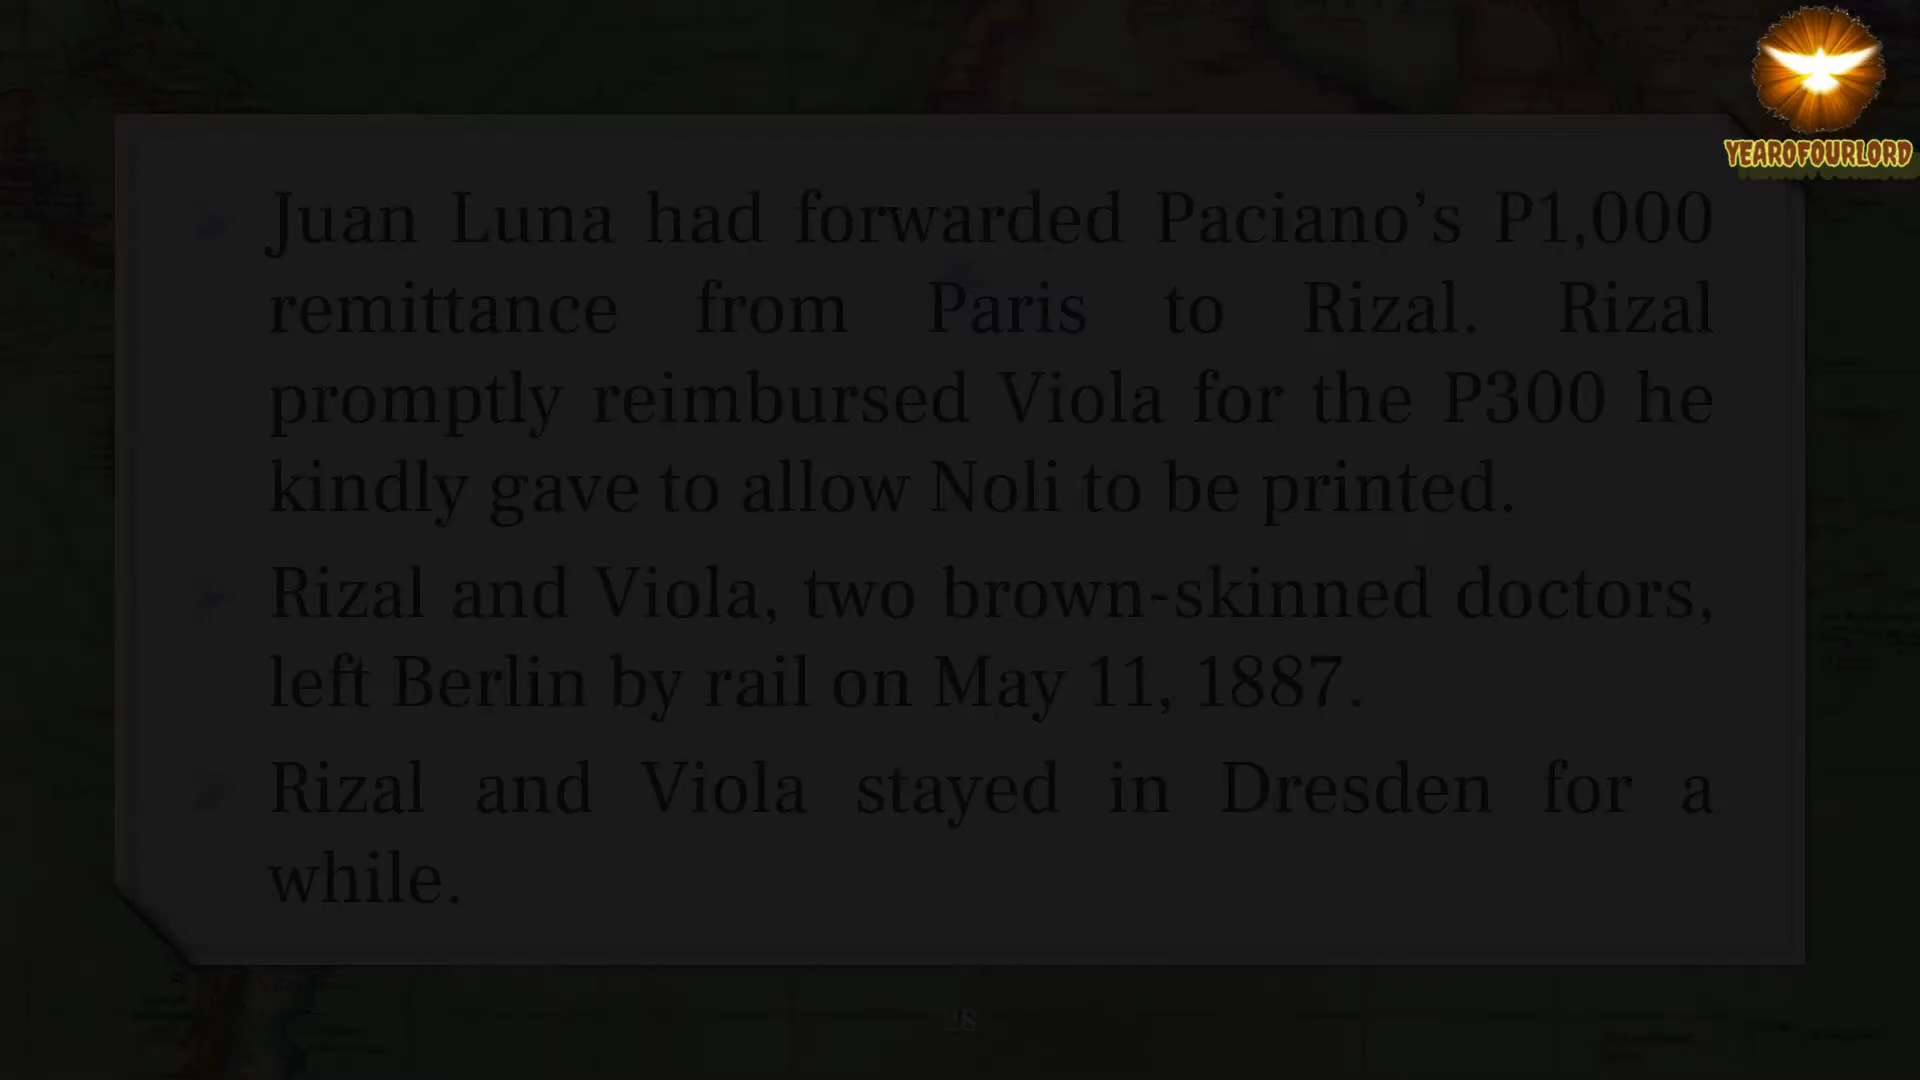 YEAROFOURLORD
Juan Luna had forwarded Paciano’s P1,000
remittance from Paris to Rizal. Rizal
promptly reimbursed Viola for the P300 he
kindly gave to allow Noli to be printed.
Rizal and Viola, two brown-skinned doctors,
left Berlin by rail on May 11, 1887.
Rizal and Viola stayed in Dresden for a
while.
28